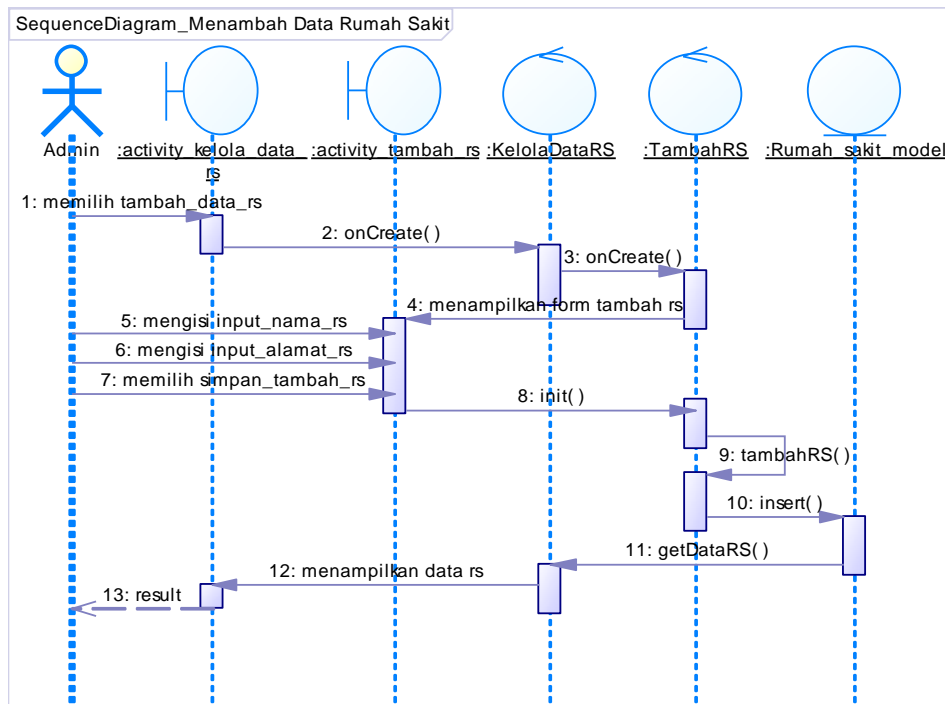 SequenceDiagram_Menambah Data Rumah Sakit
Admin
:activity_kelola_data_
rs
:activity_tambah_rs
:KelolaDataRS
:TambahRS
:Rumah_sakit_model
1: memilih tambah_data_rs
2: onCreate()
3: onCreate()
4: menampilkan form tambah rs
5: mengisi input_nama_rs
6: mengisi input_alamat_rs
7: memilih simpan_tambah_rs
8: init()
9: tambahRS()
10: insert()
11: getDataRS()
12: menampilkan data rs
13: result